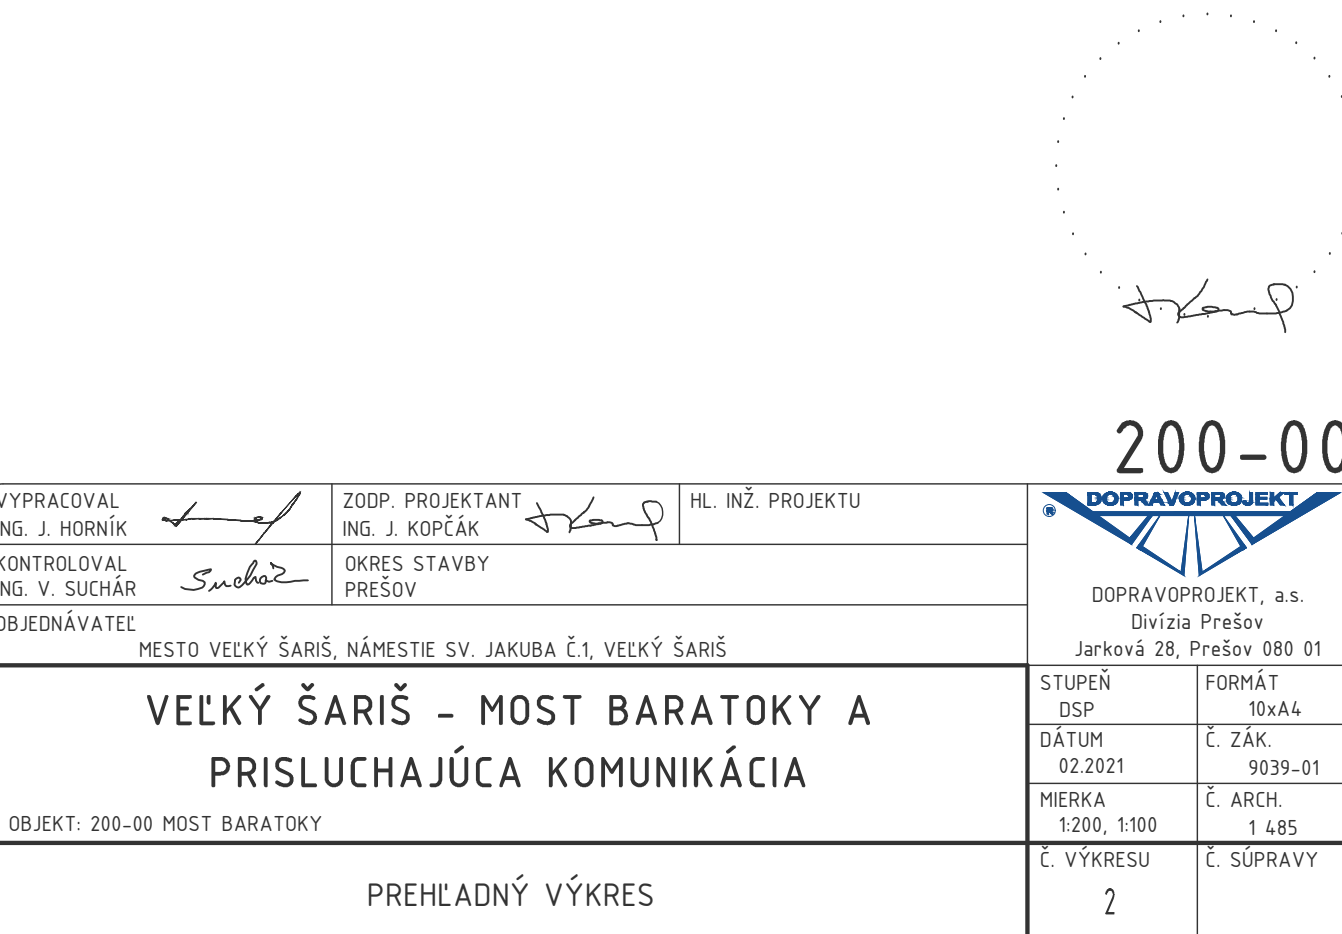 200-00
VYPRACOVAL
ING. J. HORNÍK
ZODP. PROJEKTANT
ING. J. KOPČÁK
HL. INŽ. PROJEKTU
KONTROLOVAL
ING. V. SUCHÁR
Suchár
OKRES STAVBY
PREŠOV
OBJEDNÁVATEĽ
MESTO VEĽKÝ ŠARIŠ, NÁMESTIE SV. JAKUBA Č.1, VEĽKÝ ŠARIŠ
DOPRAVOPROJEKT
®
DOPRAVOPROJEKT, a.s.
Divízia Prešov
Jarková 28, Prešov 080 01
VEĽKÝ ŠARIŠ - MOST BARATOKY A
PRISLUCHAJÚCA KOMUNIKÁCIA
OBJEKT: 200-00 MOST BARATOKY
STUPEŇ
DSP
FORMÁT
10xA4
DÁTUM
02.2021
Č. ZÁK.
9039-01
MIERKA
1:200, 1:100
Č. ARCH.
1 485
PREHĽADNÝ VÝKRES
Č. VÝKRESU
2
Č. SÚPRAVY